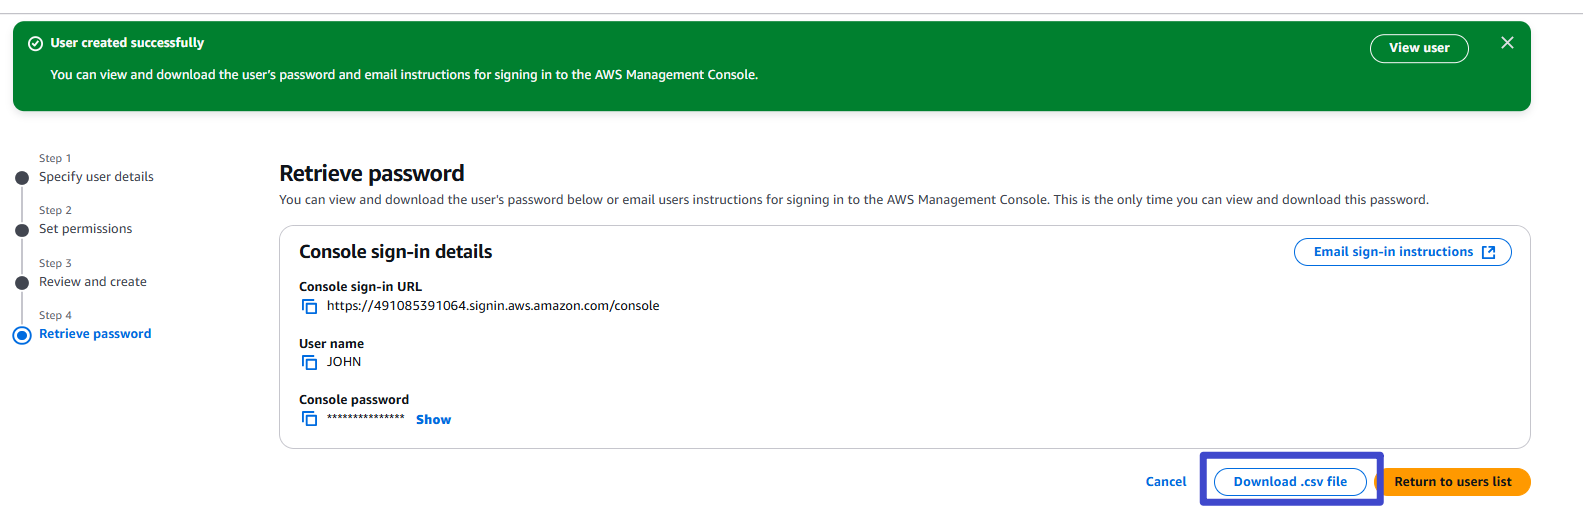 User created successfully
View user
You can view and download the user's password and email instructions for signing in to the AWS Management Console.
Step 1
Specify user details
Step 2
Set permissions
Step 3
Review and create
Step 4
Retrieve password
Retrieve password
You can view and download the user's password below or email users instructions for signing in to the AWS Management Console. This is the only time you can view and download this password.
Console sign-in details
Email sign-in instructions
Console sign-in URL
https://491085391064.signin.aws.amazon.com/console
User name
JOHN
Console password
*************** Show
Cancel
Download .csv file
Return to users list